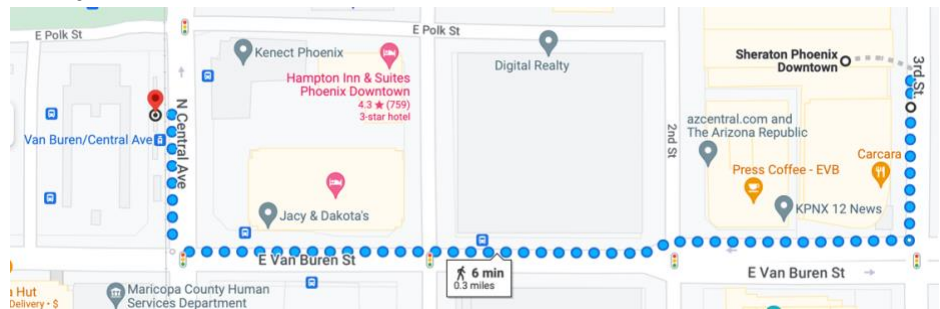 E Polk St
E Polk St
Kenect Phoenix
Hampton Inn & Suites
Phoenix Downtown
4.3 ★ (759)
3-star hotel
Digital Realty
Sheraton Phoenix
Downtown
3rd St.
N Central Ave
Van Buren/Central Ave
2nd St
azcentral.com and
The Arizona Republic
Press Coffee - EVB
Carcara
KPNX 12 News
Jacy & Dakota's
E Van Buren St
6 min
0.3 miles
E Van Buren St
Hut
Delivery • $
Maricopa County Human
Services Department